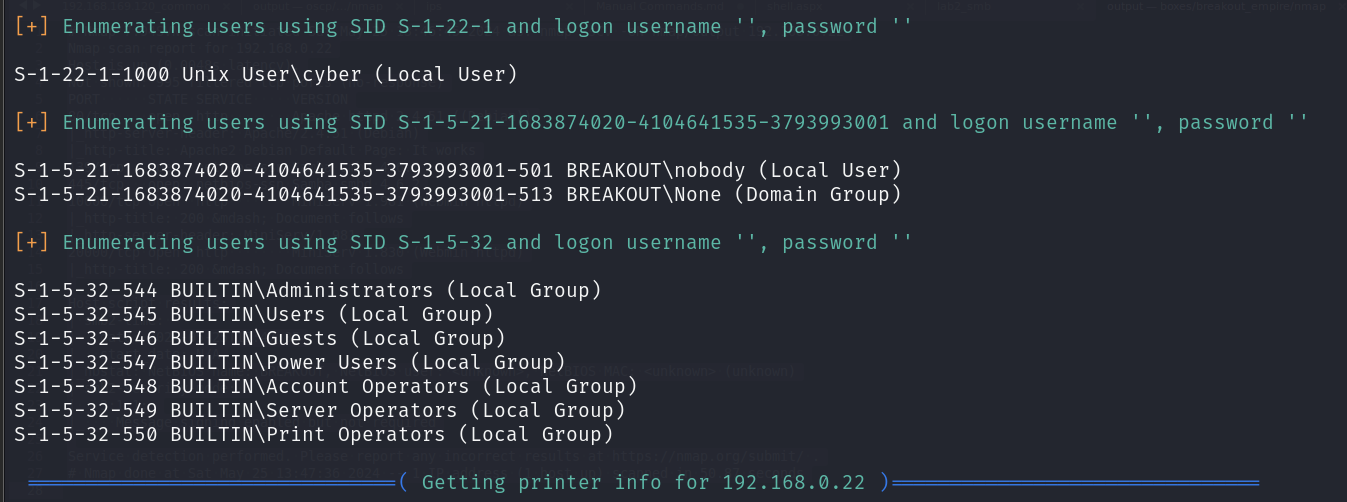 [+] Enumerating users using SID S-1-22-1 and logon username '', password ''
S-1-22-1-1000 Unix User\cyber (Local User)
[+] Enumerating users using SID S-1-5-21-1683874020-4104641535-3793993001 and logon username '', password ''
S-1-5-21-1683874020-4104641535-3793993001-501 BREAKOUT\nobody (Local User)
S-1-5-21-1683874020-4104641535-3793993001-513 BREAKOUT\None (Domain Group)
[+] Enumerating users using SID S-1-5-32 and logon username '', password ''
S-1-5-32-544 BUILTIN\Administrators (Local Group)
S-1-5-32-545 BUILTIN\Users (Local Group)
S-1-5-32-546 BUILTIN\Guests (Local Group)
S-1-5-32-547 BUILTIN\Power Users (Local Group)
S-1-5-32-548 BUILTIN\Account Operators (Local Group)
S-1-5-32-549 BUILTIN\Server Operators (Local Group)
S-1-5-32-550 BUILTIN\Print Operators (Local Group)
( Getting printer info for 192.168.0.22 )